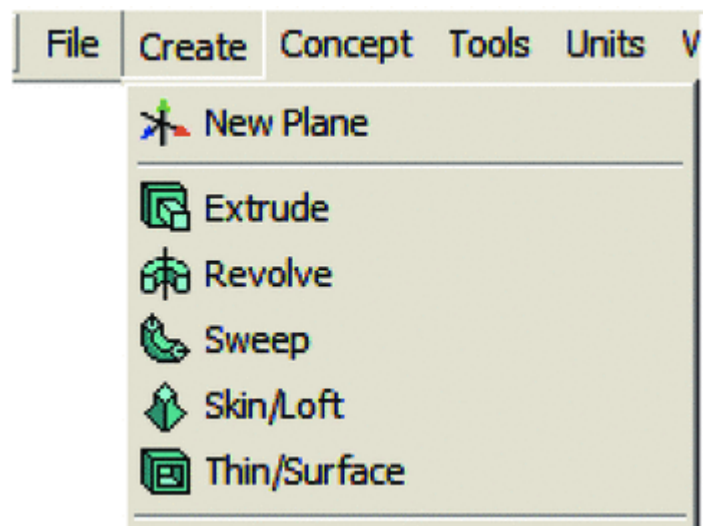 File Create Concept Tools Units
New Plane
Extrude
Revolve
Sweep
Skin/Loft
Thin/Surface